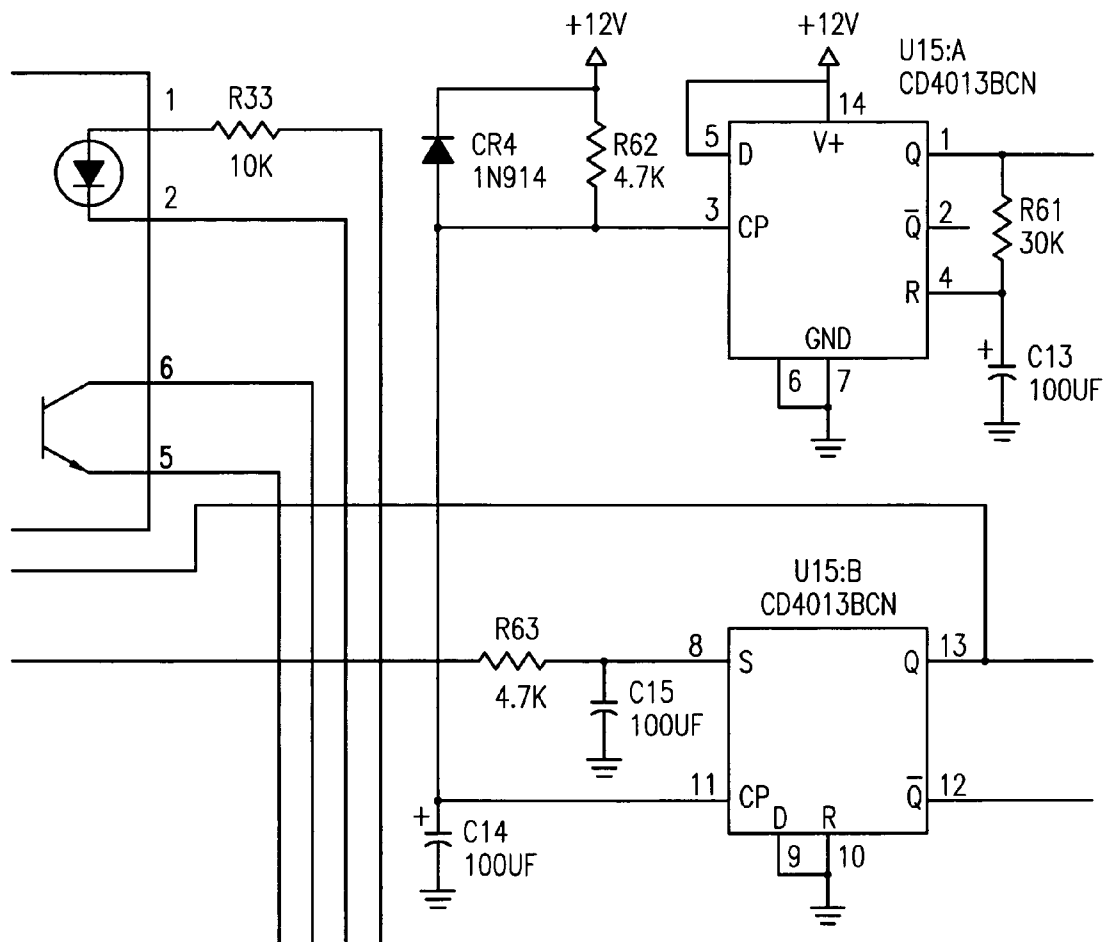 +12V
+12V
U15:A
CD4013BCN
1
R33
10K
2
CR4
1N914
R62
4.7K
14
5
D
V+
Q
1
3
CP
Q̅
2
R61
30K
R
4
GND
6
7
+
C13
100UF
6
5
U15:B
CD4013BCN
R63
4.7K
8
S
Q
13
C15
100UF
11
CP
Q̅
12
D
R
9
10
+
C14
100UF